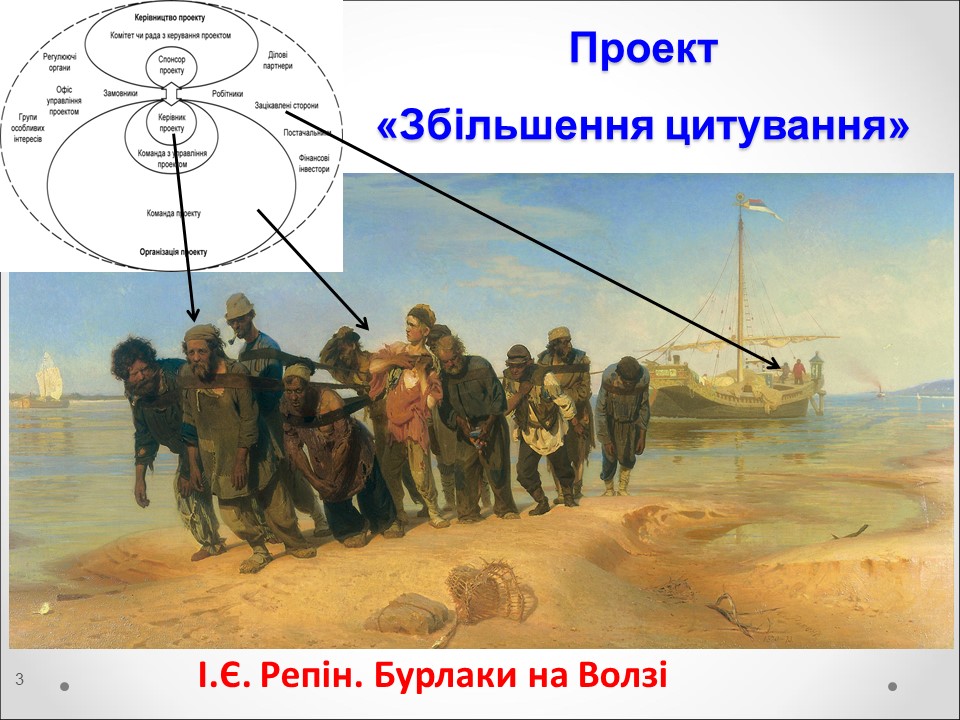 Керівництво проекту
Комітет чи рада з керування проектом
Спонсор
проекту
Регулюючі
органи
Ділові
партнери
Офіс
управління
проектом
Замовники
Робітники
Зацікавлені сторони
Групи
особливих
інтересів
Керівник
проекту
Постачальники
Команда з управління
проектом
Фінансові
інвестори
Команда проекту
Організація проекту
Проект
«Збільшення цитування»
І.Є. Репін. Бурлаки на Волзі
3